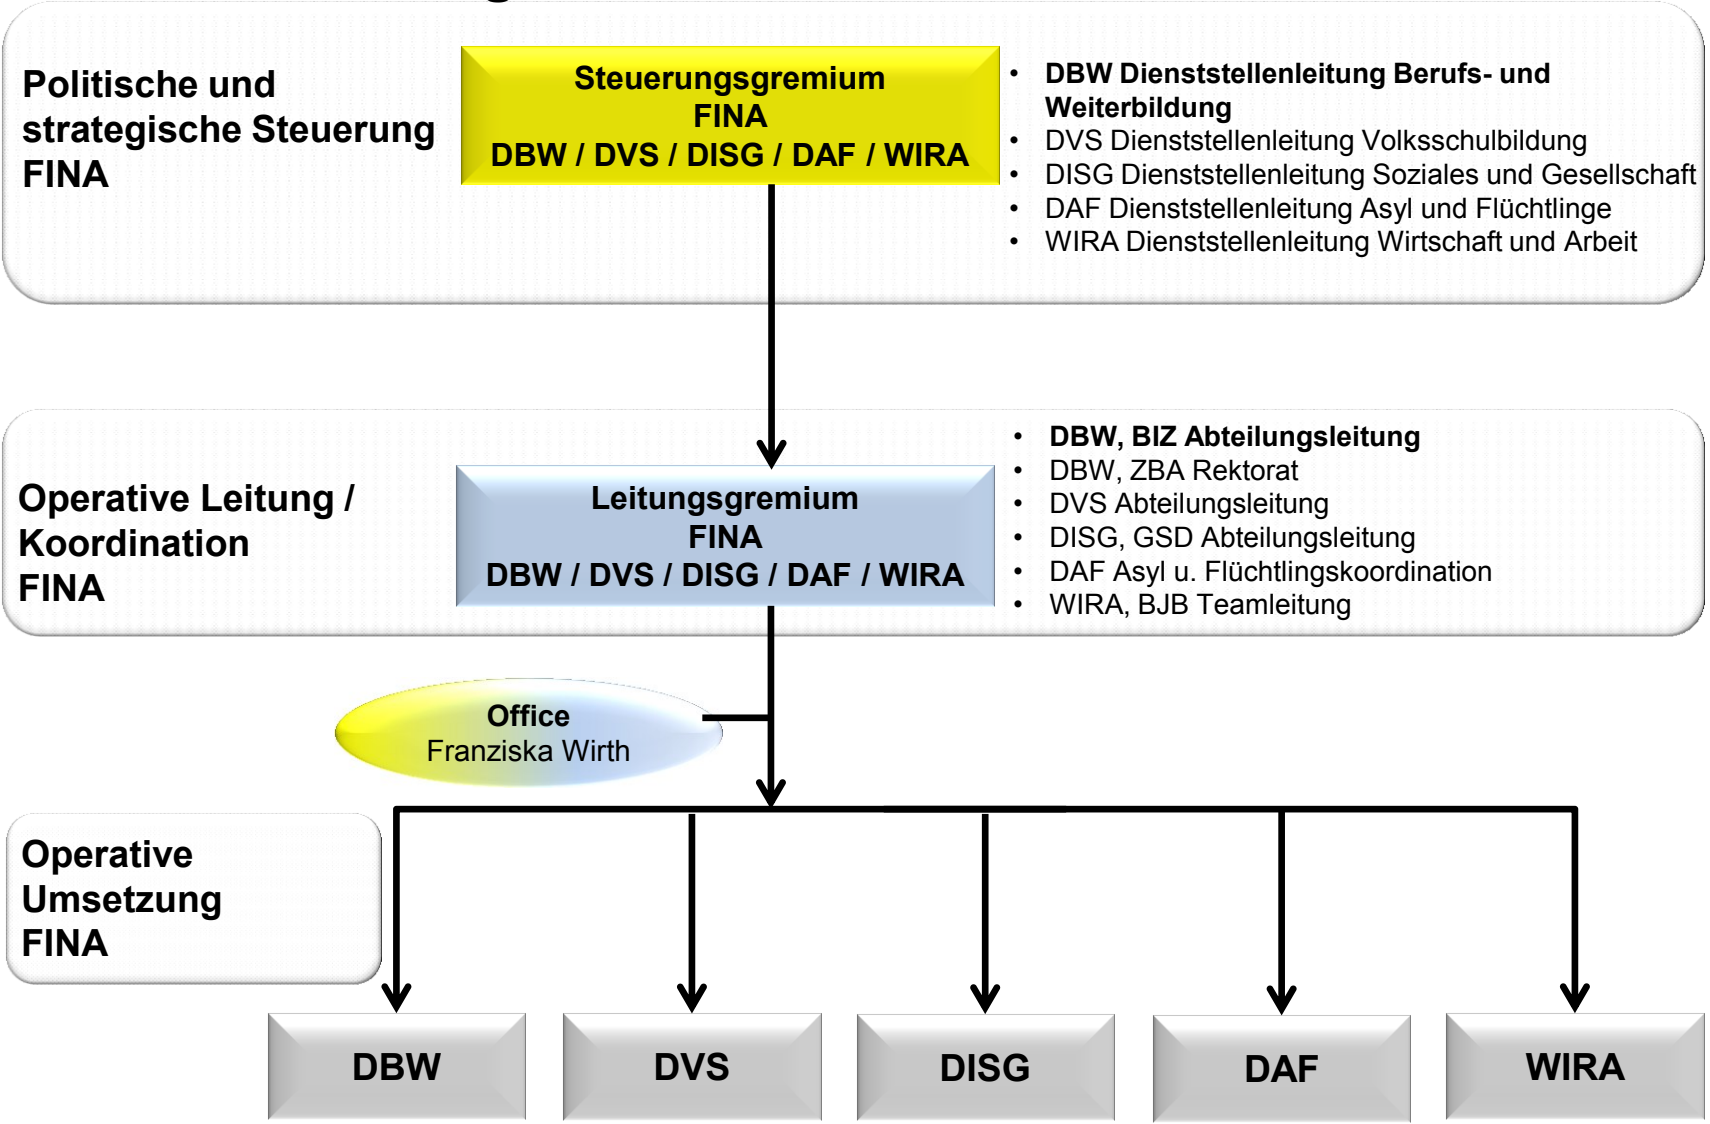 Politische und
strategische Steuerung
FINA
Steuerungsgremium
FINA
DBW / DVS / DISG / DAF / WIRA
• DBW Dienststellenleitung Berufs- und
Weiterbildung
• DVS Dienststellenleitung Volksschulbildung
• DISG Dienststellenleitung Soziales und Gesellschaft
• DAF Dienststellenleitung Asyl und Flüchtlinge
• WIRA Dienststellenleitung Wirtschaft und Arbeit
Operative Leitung /
Koordination
FINA
Leitungsgremium
FINA
DBW / DVS / DISG / DAF / WIRA
• DBW, BIZ Abteilungsleitung
• DBW, ZBA Rektorat
• DVS Abteilungsleitung
• DISG, GSD Abteilungsleitung
• DAF Asyl u. Flüchtlingskoordination
• WIRA, BJB Teamleitung
Office
Franziska Wirth
Operative
Umsetzung
FINA
DBW
DVS
DISG
DAF
WIRA